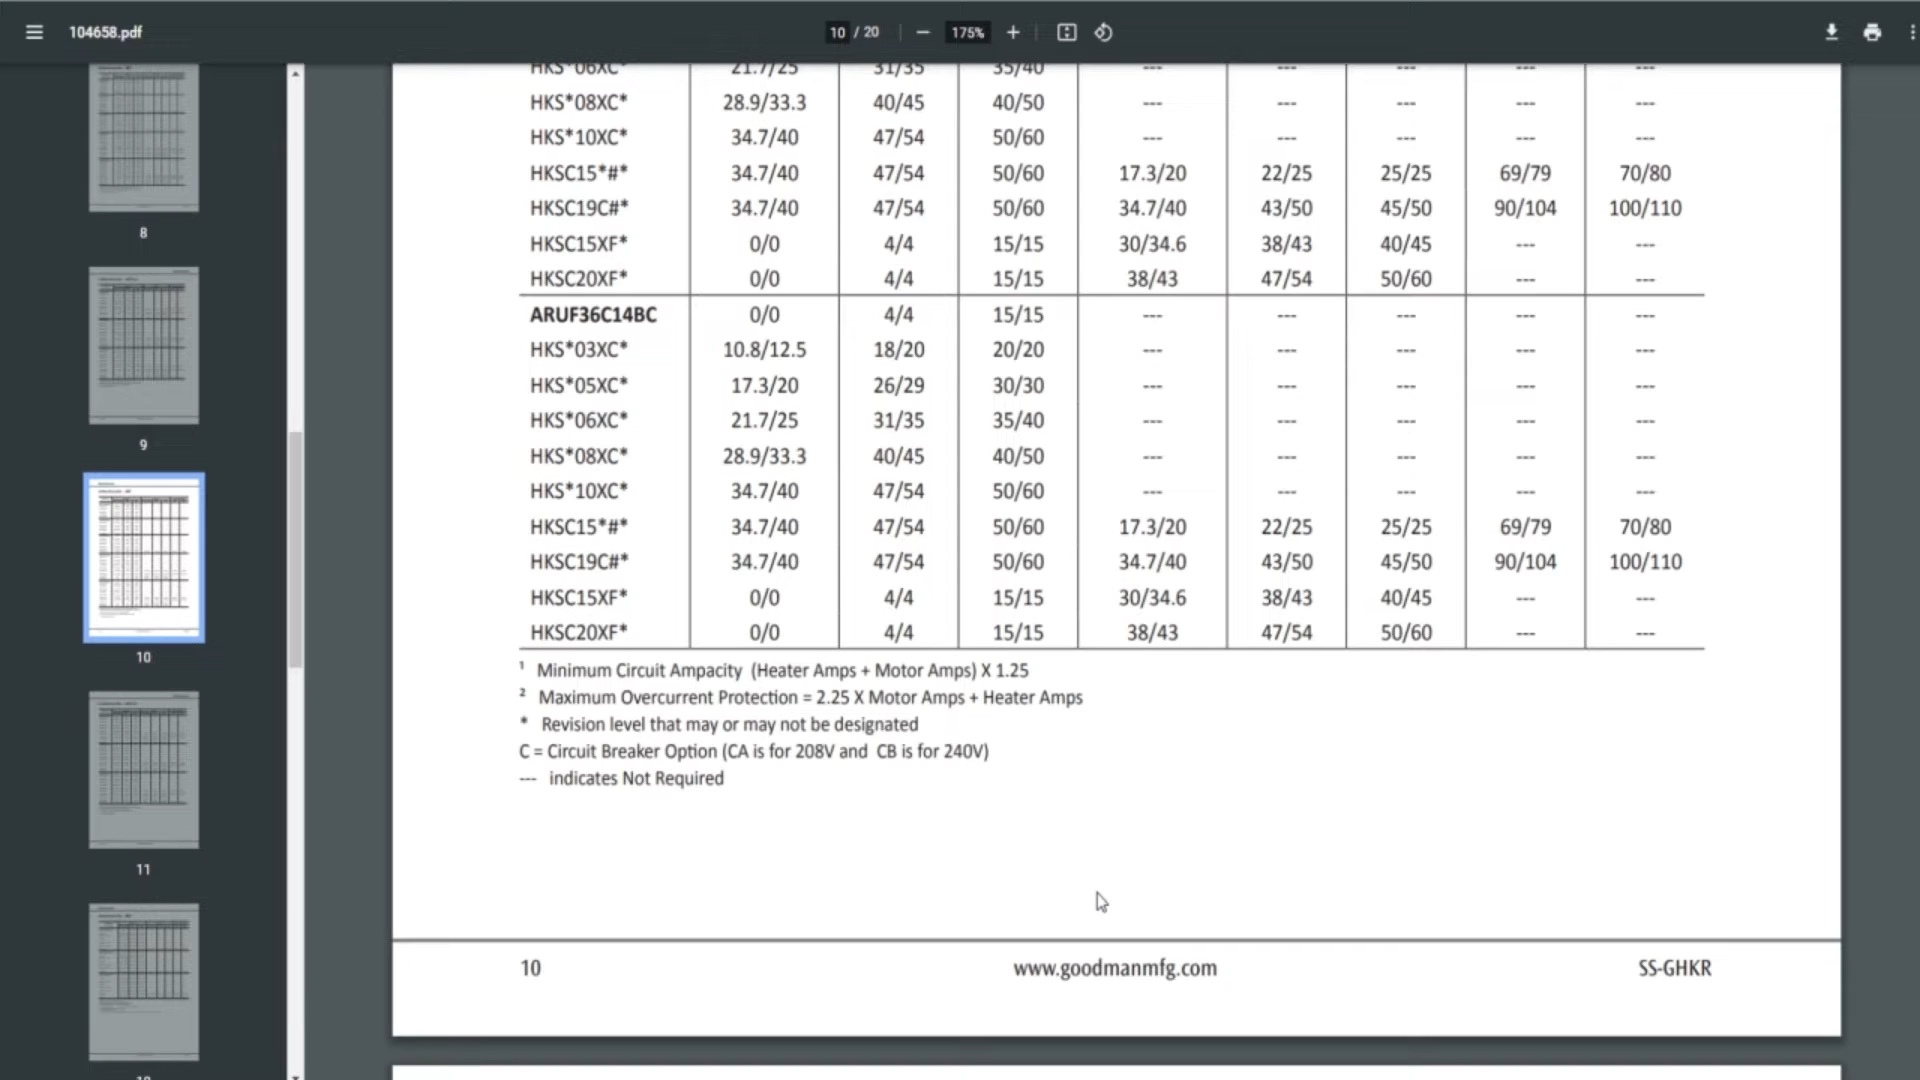 104658.pdf
10 / 20 175%
HKS*06XC* 21.7/25 31/35 35/40 --- --- --- --- ---
HKS*08XC* 28.9/33.3 40/45 40/50 --- --- --- --- ---
HKS*10XC* 34.7/40 47/54 50/60 --- --- --- --- ---
HKSC15*#* 34.7/40 47/54 50/60 17.3/20 22/25 25/25 69/79 70/80
HKSC19C#* 34.7/40 47/54 50/60 34.7/40 43/50 45/50 90/104 100/110
HKSC15XF* 0/0 4/4 15/15 30/34.6 38/43 40/45 --- ---
HKSC20XF* 0/0 4/4 15/15 38/43 47/54 50/60 --- ---
ARUF36C14BC 0/0 4/4 15/15 --- --- --- --- ---
HKS*03XC* 10.8/12.5 18/20 20/20 --- --- --- --- ---
HKS*05XC* 17.3/20 26/29 30/30 --- --- --- --- ---
HKS*06XC* 21.7/25 31/35 35/40 --- --- --- --- ---
HKS*08XC* 28.9/33.3 40/45 40/50 --- --- --- --- ---
HKS*10XC* 34.7/40 47/54 50/60 --- --- --- --- ---
HKSC15*#* 34.7/40 47/54 50/60 17.3/20 22/25 25/25 69/79 70/80
HKSC19C#* 34.7/40 47/54 50/60 34.7/40 43/50 45/50 90/104 100/110
HKSC15XF* 0/0 4/4 15/15 30/34.6 38/43 40/45 --- ---
HKSC20XF* 0/0 4/4 15/15 38/43 47/54 50/60 --- ---
1 Minimum Circuit Ampacity (Heater Amps + Motor Amps) X 1.25
2 Maximum Overcurrent Protection = 2.25 X Motor Amps + Heater Amps
* Revision level that may or may not be designated
C = Circuit Breaker Option (CA is for 208V and CB is for 240V)
--- indicates Not Required
10 www.goodmanmfg.com SS-GHKR
8
9
10
11